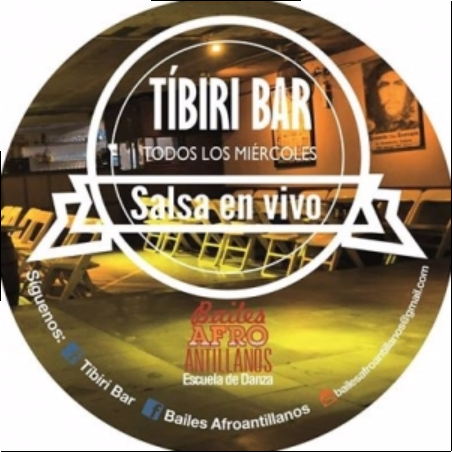 TÍBIRI BAR
TODOS LOS MIÉRCOLES
Salsa en vivo
Bailes
AFRO
ANTILLANOS
Escuela de Danza
Síguenos:
Tibiri Bar
Bailes Afroantillanos
bailesafroantillanos@gmail.com